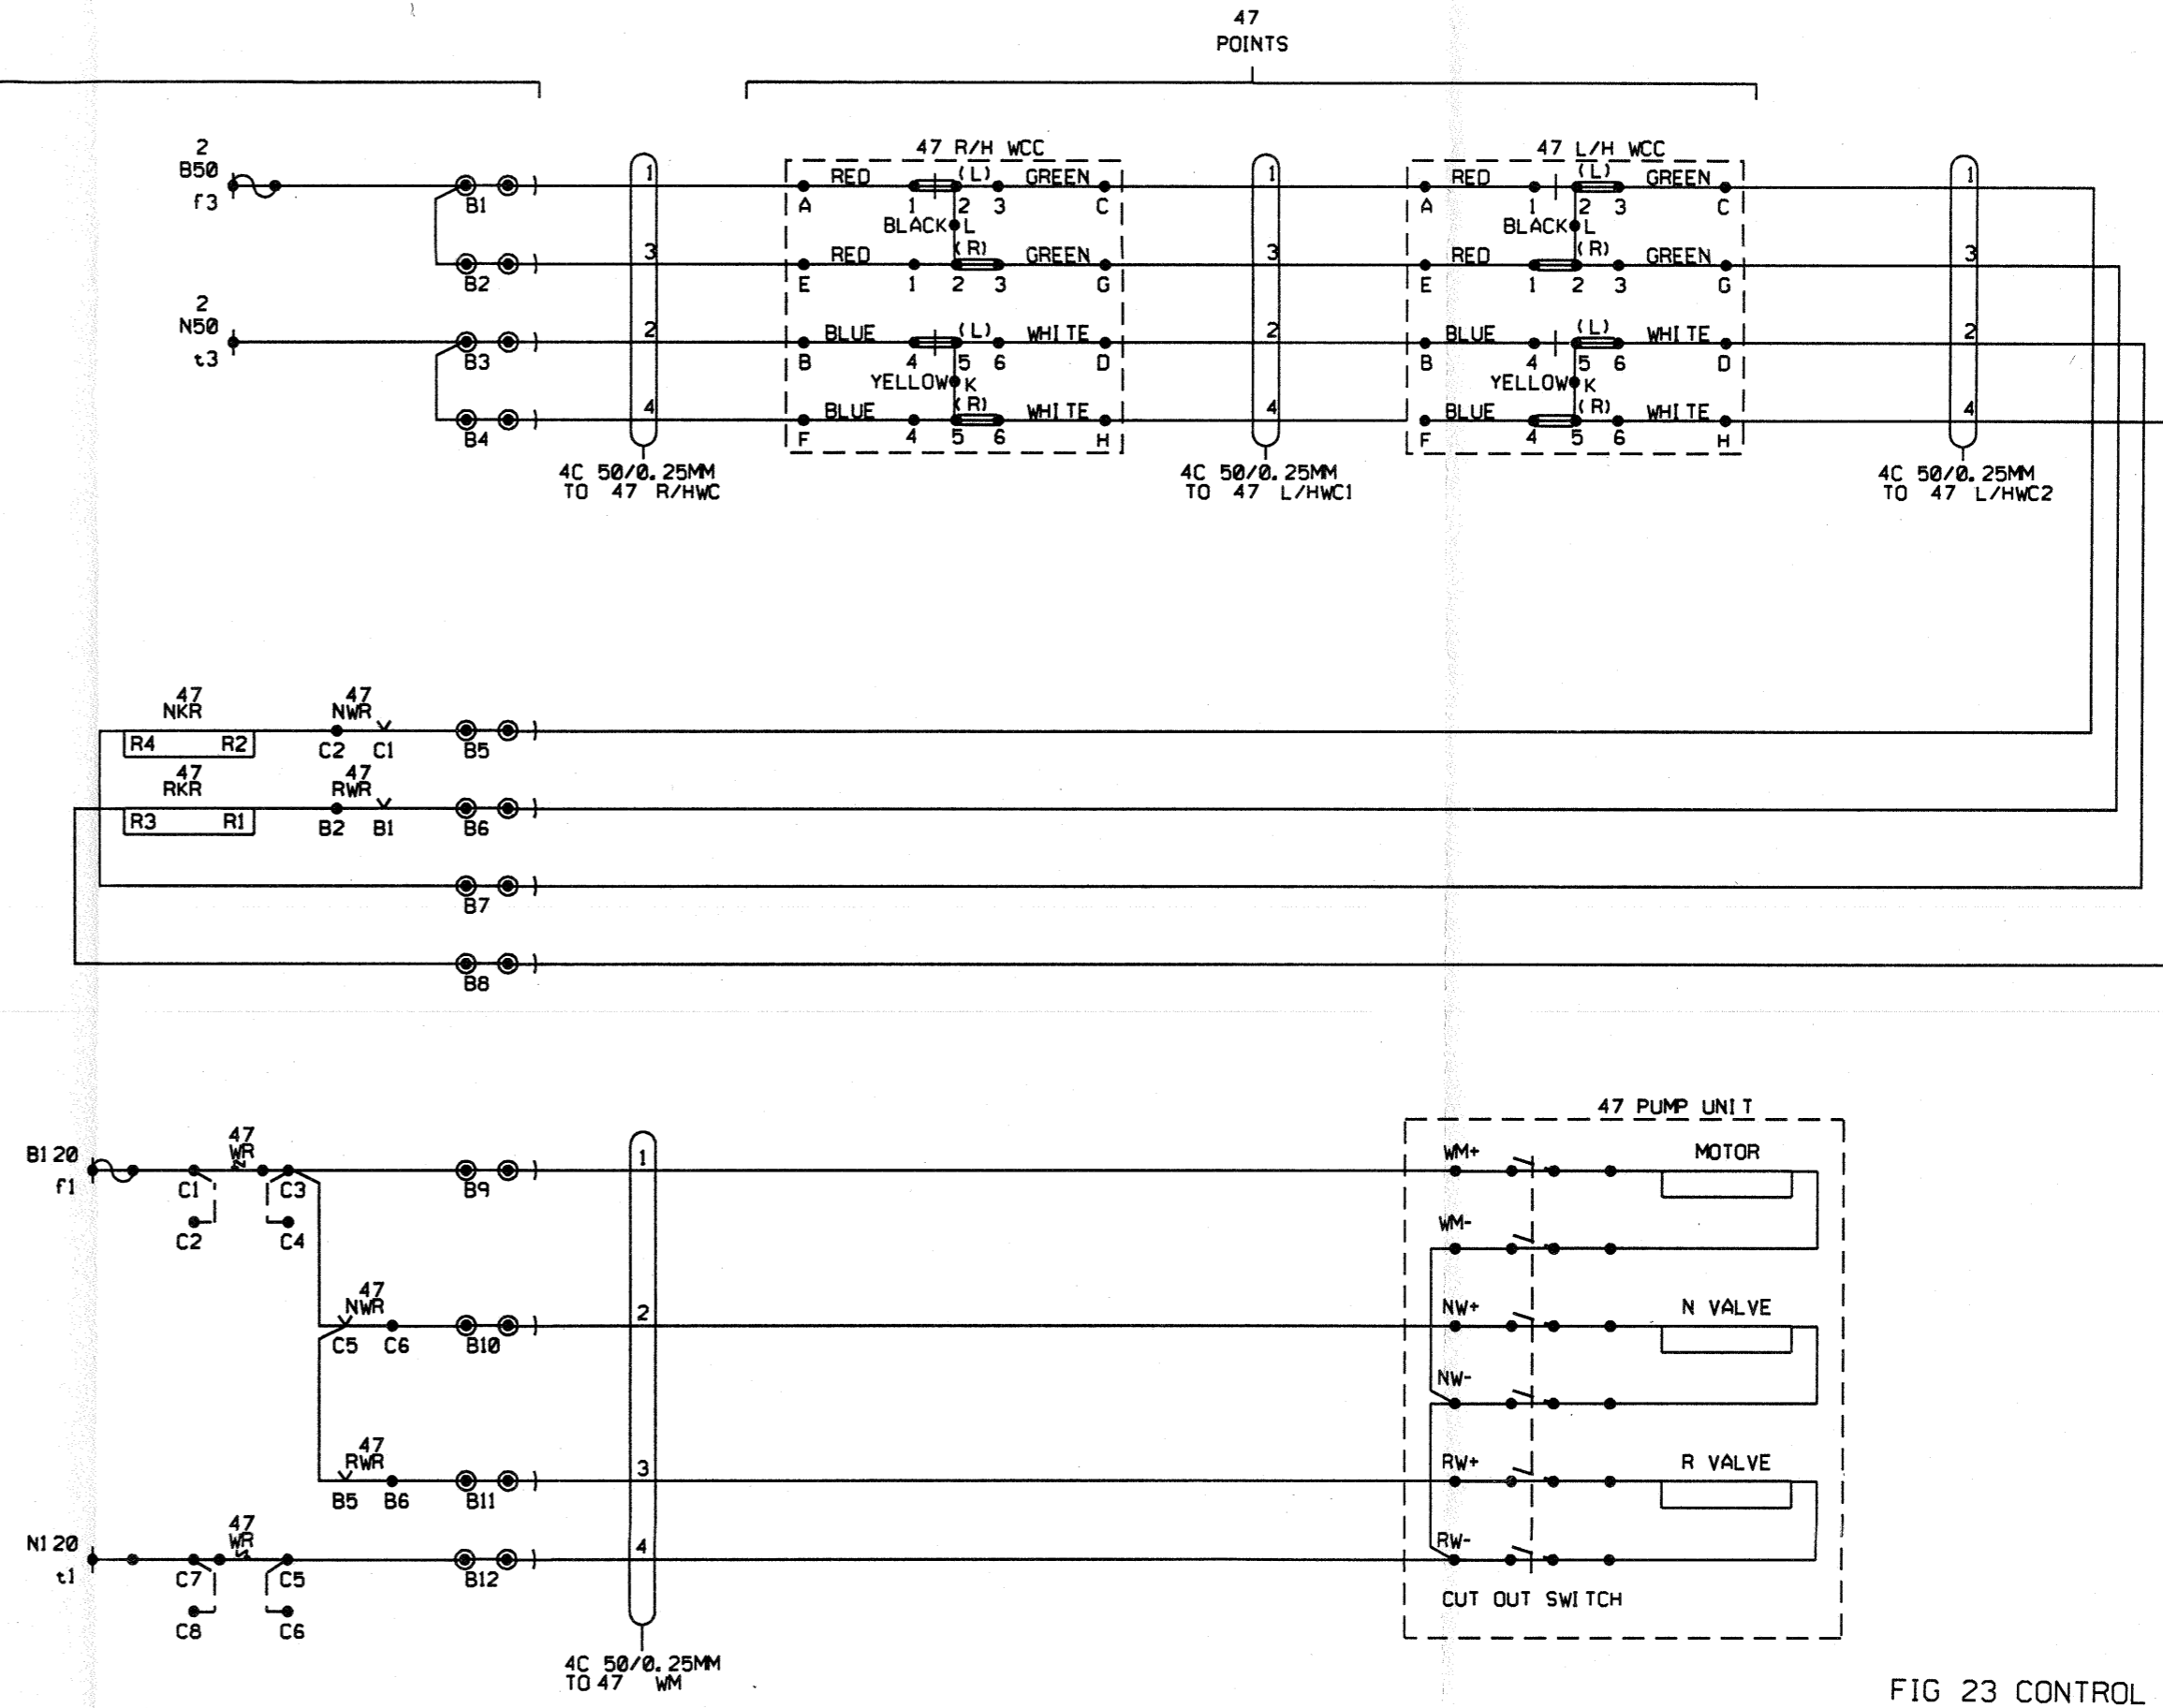 47
POINTS
2
B50
f3
B1
B2
2
N50
t3
B3
B4
1
3
2
4
4C 50/0.25MM
TO 47 R/HWC
47 R/H WCC
RED (L) GREEN
A 1 2 3 C
BLACK L
RED (R) GREEN
E 1 2 3 G
BLUE (L) WHITE
B 4 5 6 D
YELLOW K
BLUE (R) WHITE
F 4 5 6 H
1
3
2
4
4C 50/0.25MM
TO 47 L/HWC1
47 L/H WCC
RED (L) GREEN
A 1 2 3 C
BLACK L
RED (R) GREEN
E 1 2 3 G
BLUE (L) WHITE
B 4 5 6 D
YELLOW K
BLUE (R) WHITE
F 4 5 6 H
1
3
2
4
4C 50/0.25MM
TO 47 L/HWC2
47 47
NKR NWR
R4 R2 C2 C1 B5
47 47
RKR RWR
R3 R1 B2 B1 B6
B7
B8
B120
f1
47
WR
C1 C3 B9
C2 C4
47
NWR
C5 C6 B10
47
RWR
B5 B6 B11
N120
t1
47
WR
C7 C5 B12
C8 C6
1
2
3
4
4C 50/0.25MM
TO 47 WM
47 PUMP UNIT
WM+ MOTOR
WM-
NW+ N VALVE
NW-
RW+ R VALVE
RW-
CUT OUT SWITCH
FIG 23 CONTROL